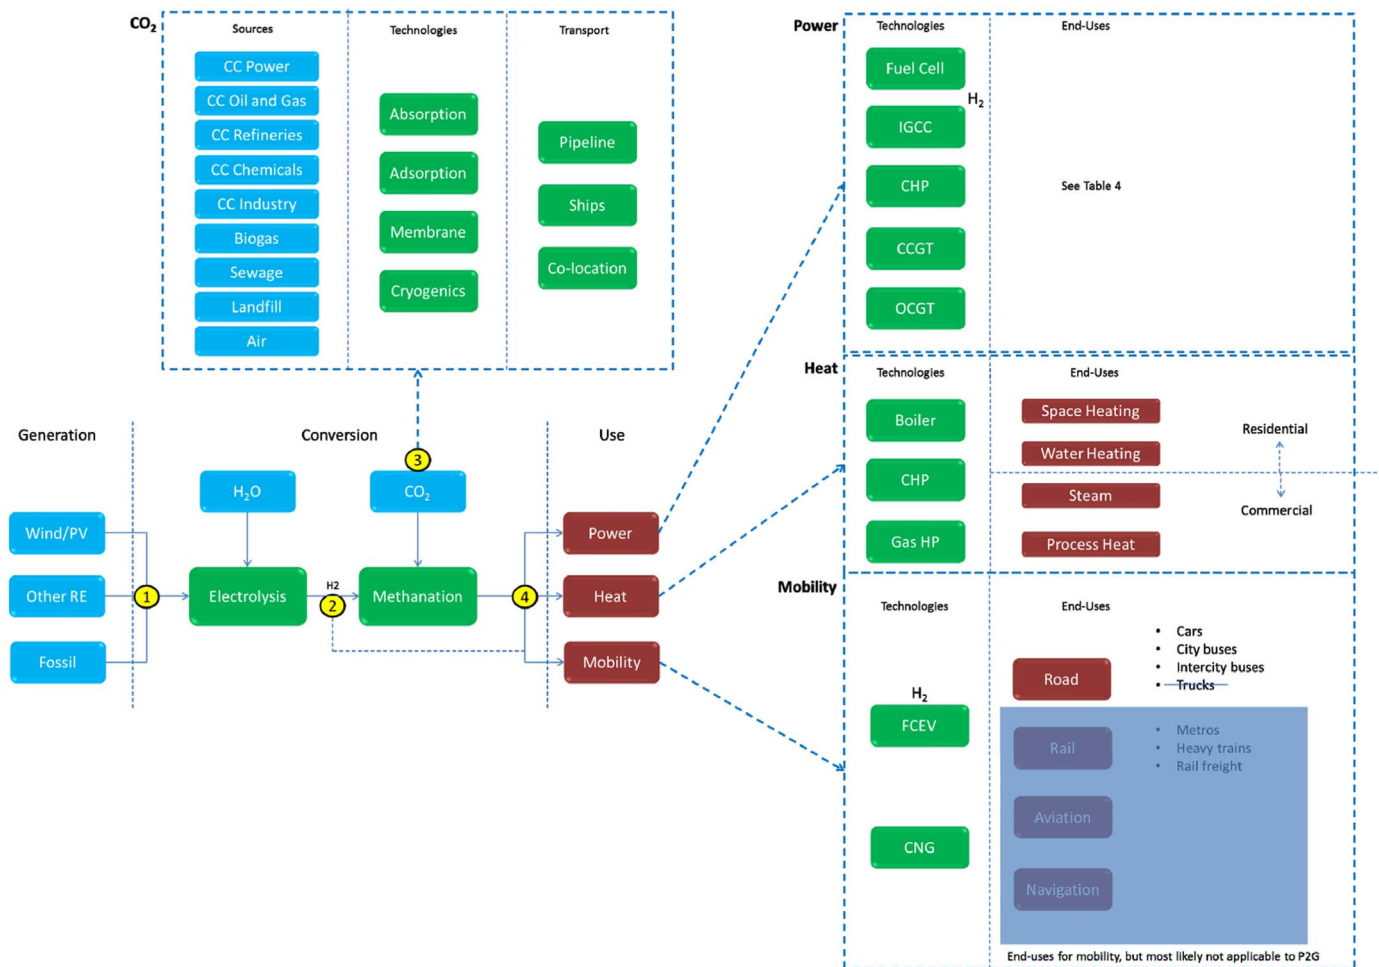 CO₂
Sources
Technologies
Transport
CC Power
CC Oil and Gas
CC Refineries
CC Chemicals
CC Industry
Biogas
Sewage
Landfill
Air
Absorption
Adsorption
Membrane
Cryogenics
Pipeline
Ships
Co-location
Generation
Conversion
Use
3
H₂O
CO₂
Wind/PV
Other RE
Fossil
1
Electrolysis
H2
2
Methanation
4
Power
Heat
Mobility
Power
Technologies
End-Uses
Fuel Cell
H₂
IGCC
CHP
CCGT
OCGT
See Table 4
Heat
Technologies
End-Uses
Boiler
CHP
Gas HP
Space Heating
Water Heating
Steam
Process Heat
Residential
Commercial
Mobility
Technologies
End-Uses
H₂
FCEV
CNG
Road
• Cars
• City buses
• Intercity buses
• Trucks
Rail
• Metros
• Heavy trains
• Rail freight
Aviation
Navigation
End-uses for mobility, but most likely not applicable to P2G